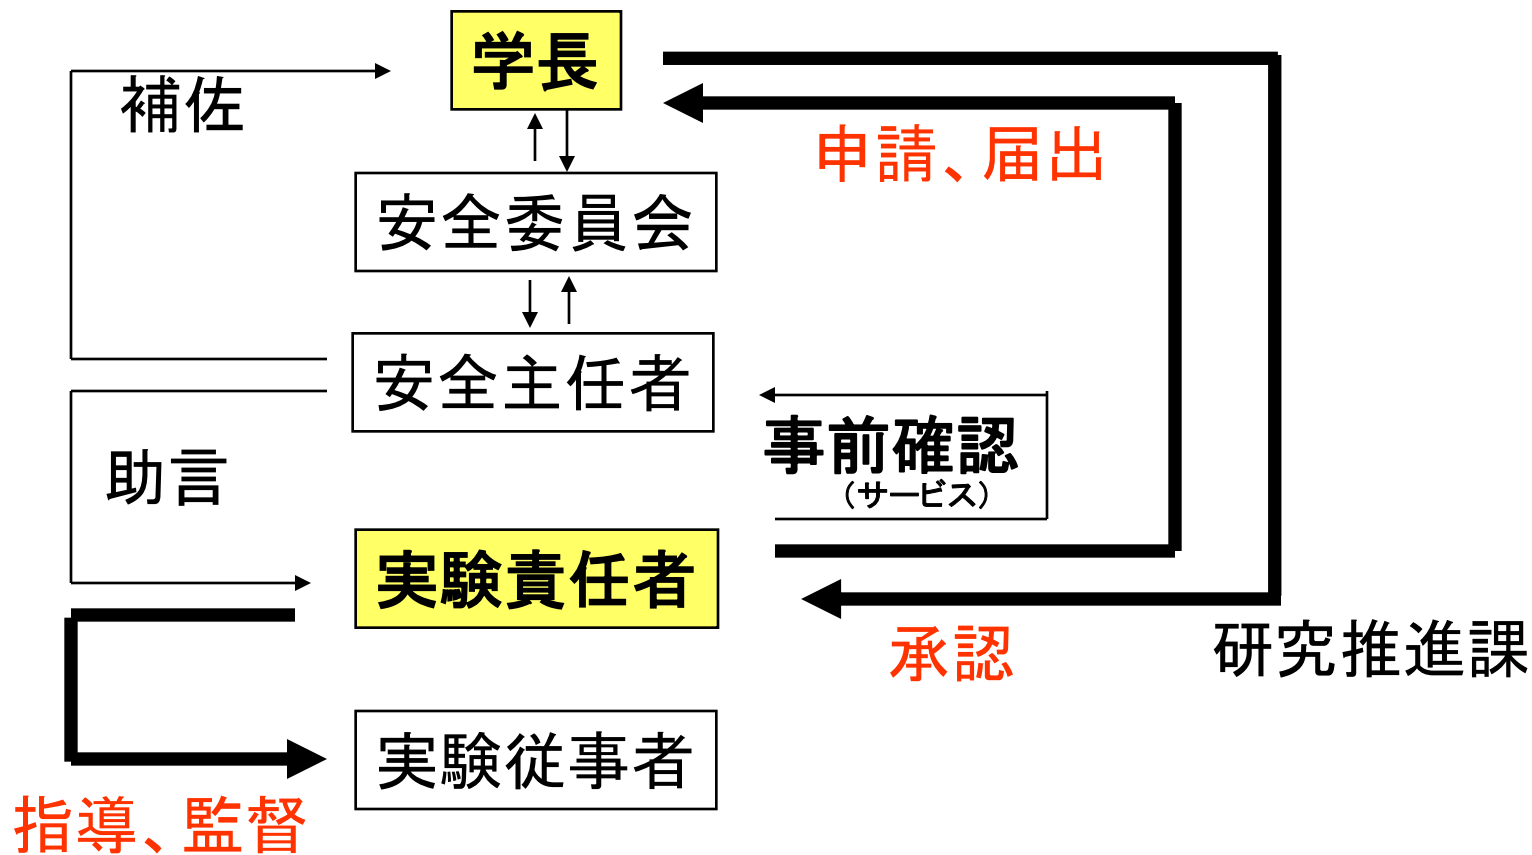 学長
補佐
申請、届出
安全委員会
安全主任者
事前確認
（サービス）
助言
実験責任者
承認
研究推進課
実験従事者
指導、監督